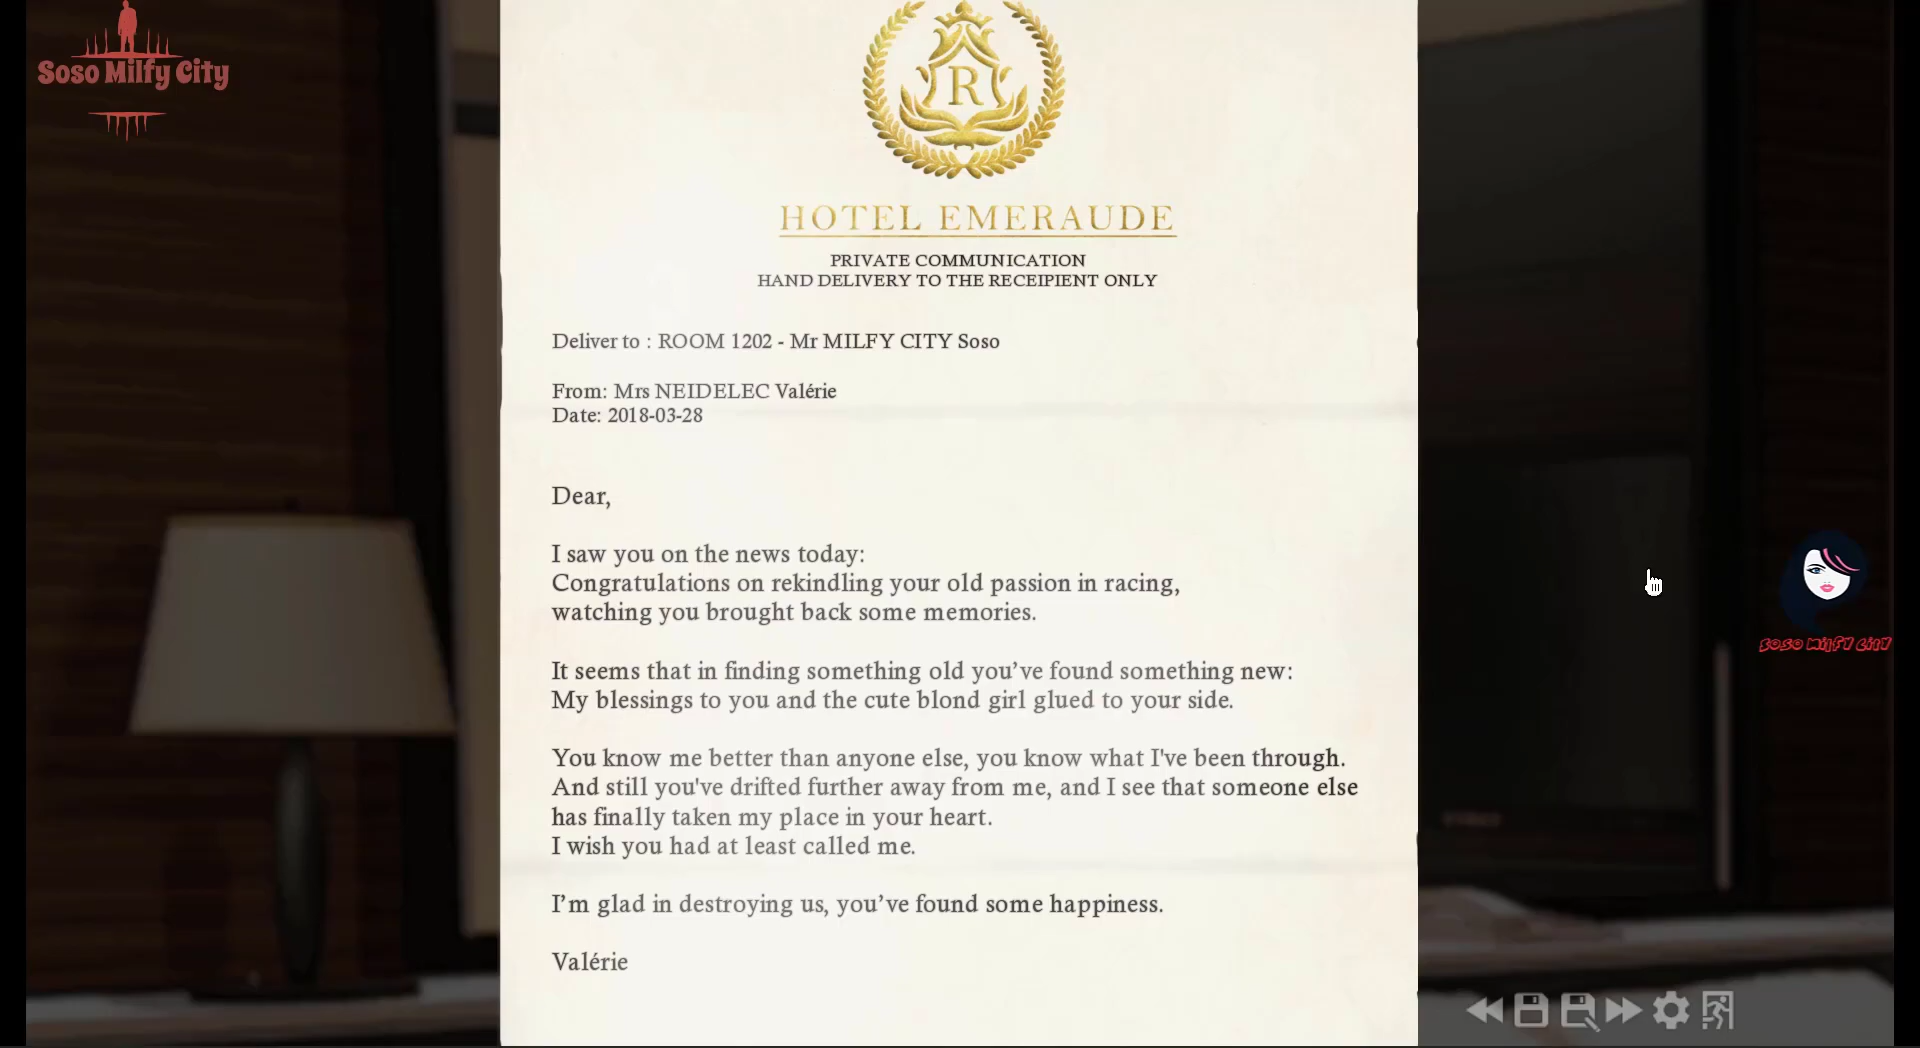 Soso Milfy City
R
HOTEL EMERAUDE
PRIVATE COMMUNICATION
HAND DELIVERY TO THE RECEIPIENT ONLY
Deliver to : ROOM 1202 - Mr MILFY CITY Soso
From: Mrs NEIDELEC Valérie
Date: 2018-03-28
Dear,
I saw you on the news today:
Congratulations on rekindling your old passion in racing,
watching you brought back some memories.
It seems that in finding something old you’ve found something new:
My blessings to you and the cute blond girl glued to your side.
You know me better than anyone else, you know what I've been through.
And still you've drifted further away from me, and I see that someone else
has finally taken my place in your heart.
I wish you had at least called me.
I’m glad in destroying us, you’ve found some happiness.
Valérie
SOSO MILFY CITY